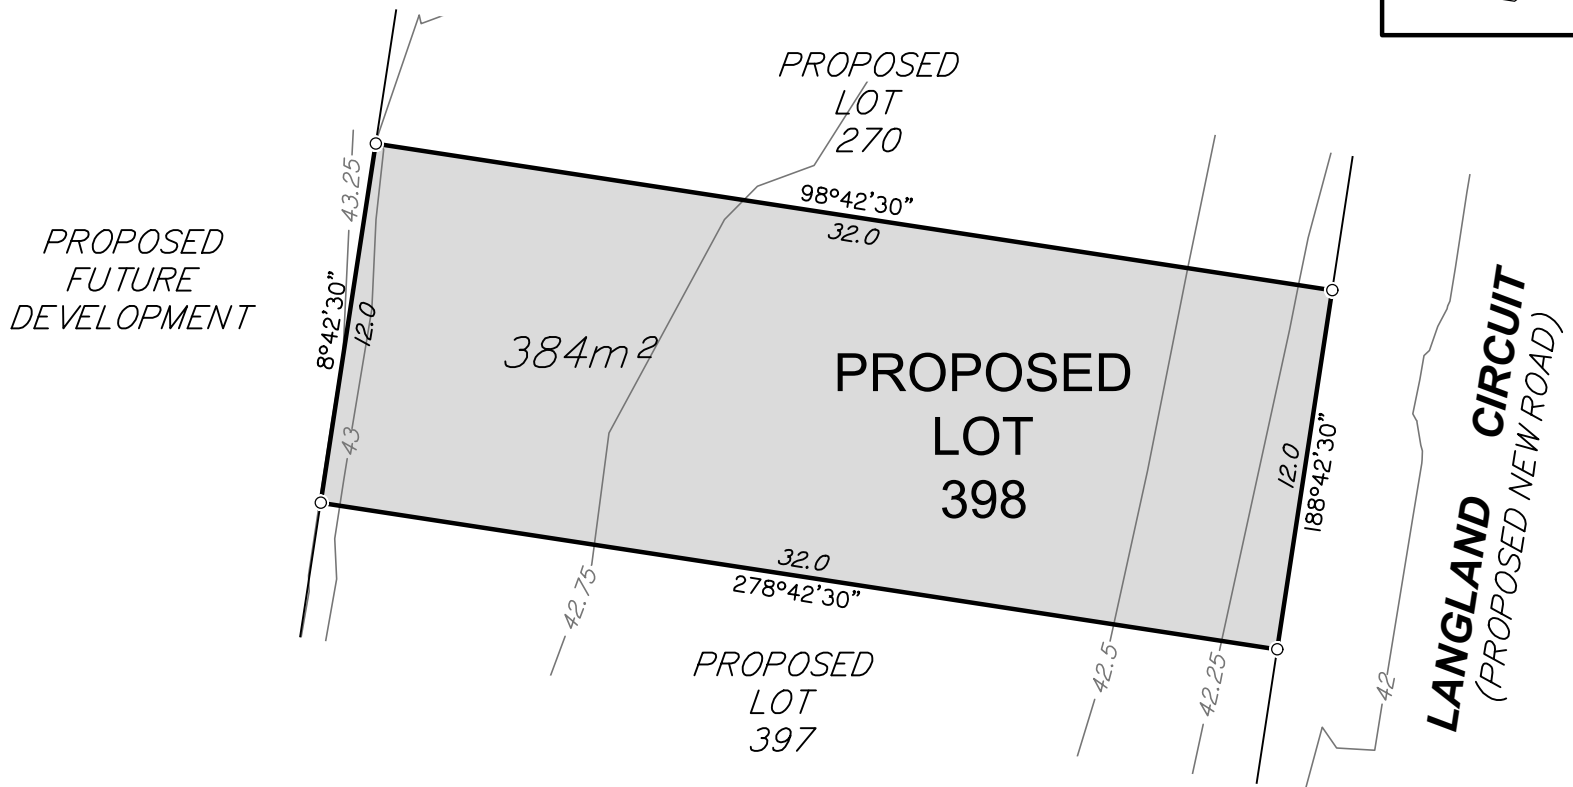 PROPOSED
LOT
270
98°42'30"
32.0
43.25
PROPOSED
FUTURE
DEVELOPMENT
8°42'30"
12.0
384m²
43
PROPOSED
LOT
398
12.0
188°42'30"
LANGLAND CIRCUIT
(PROPOSED NEW ROAD)
32.0
278°42'30"
42.75
42.5
42.25
42
PROPOSED
LOT
397